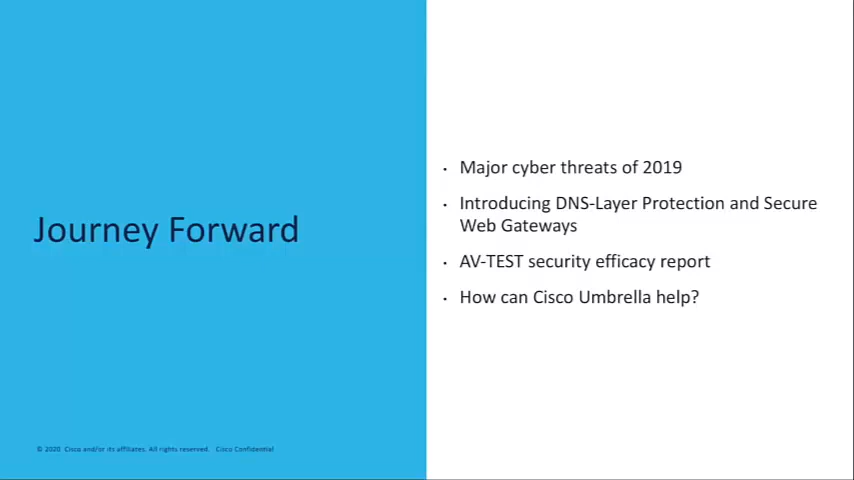 Journey Forward
· Major cyber threats of 2019
· Introducing DNS-Layer Protection and Secure
Web Gateways
· AV-TEST security efficacy report
· How can Cisco Umbrella help?
© 2020 Cisco and/or its affiliates. All rights reserved. Cisco Confidential